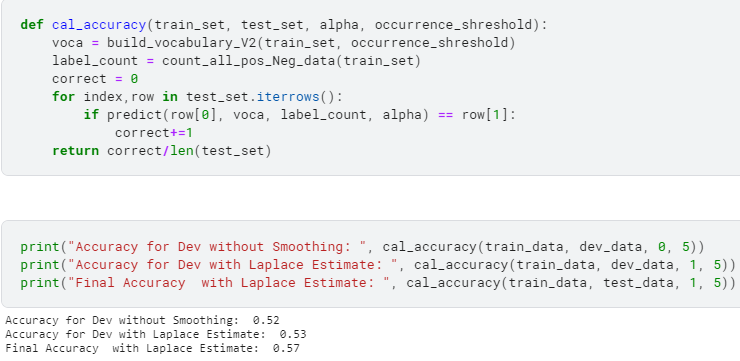 def cal_accuracy(train_set, test_set, alpha, occurrence_shreshold):
    voca = build_vocabulary_V2(train_set, occurrence_shreshold)
    label_count = count_all_pos_Neg_data(train_set)
    correct = 0
    for index,row in test_set.iterrows():
        if predict(row[0], voca, label_count, alpha) == row[1]:
            correct+=1
    return correct/len(test_set)
print("Accuracy for Dev without Smoothing: ", cal_accuracy(train_data, dev_data, 0, 5))
print("Accuracy for Dev with Laplace Estimate: ", cal_accuracy(train_data, dev_data, 1, 5))
print("Final Accuracy  with Laplace Estimate: ", cal_accuracy(train_data, test_data, 1, 5))
Accuracy for Dev without Smoothing:  0.52
Accuracy for Dev with Laplace Estimate:  0.53
Final Accuracy  with Laplace Estimate:  0.57